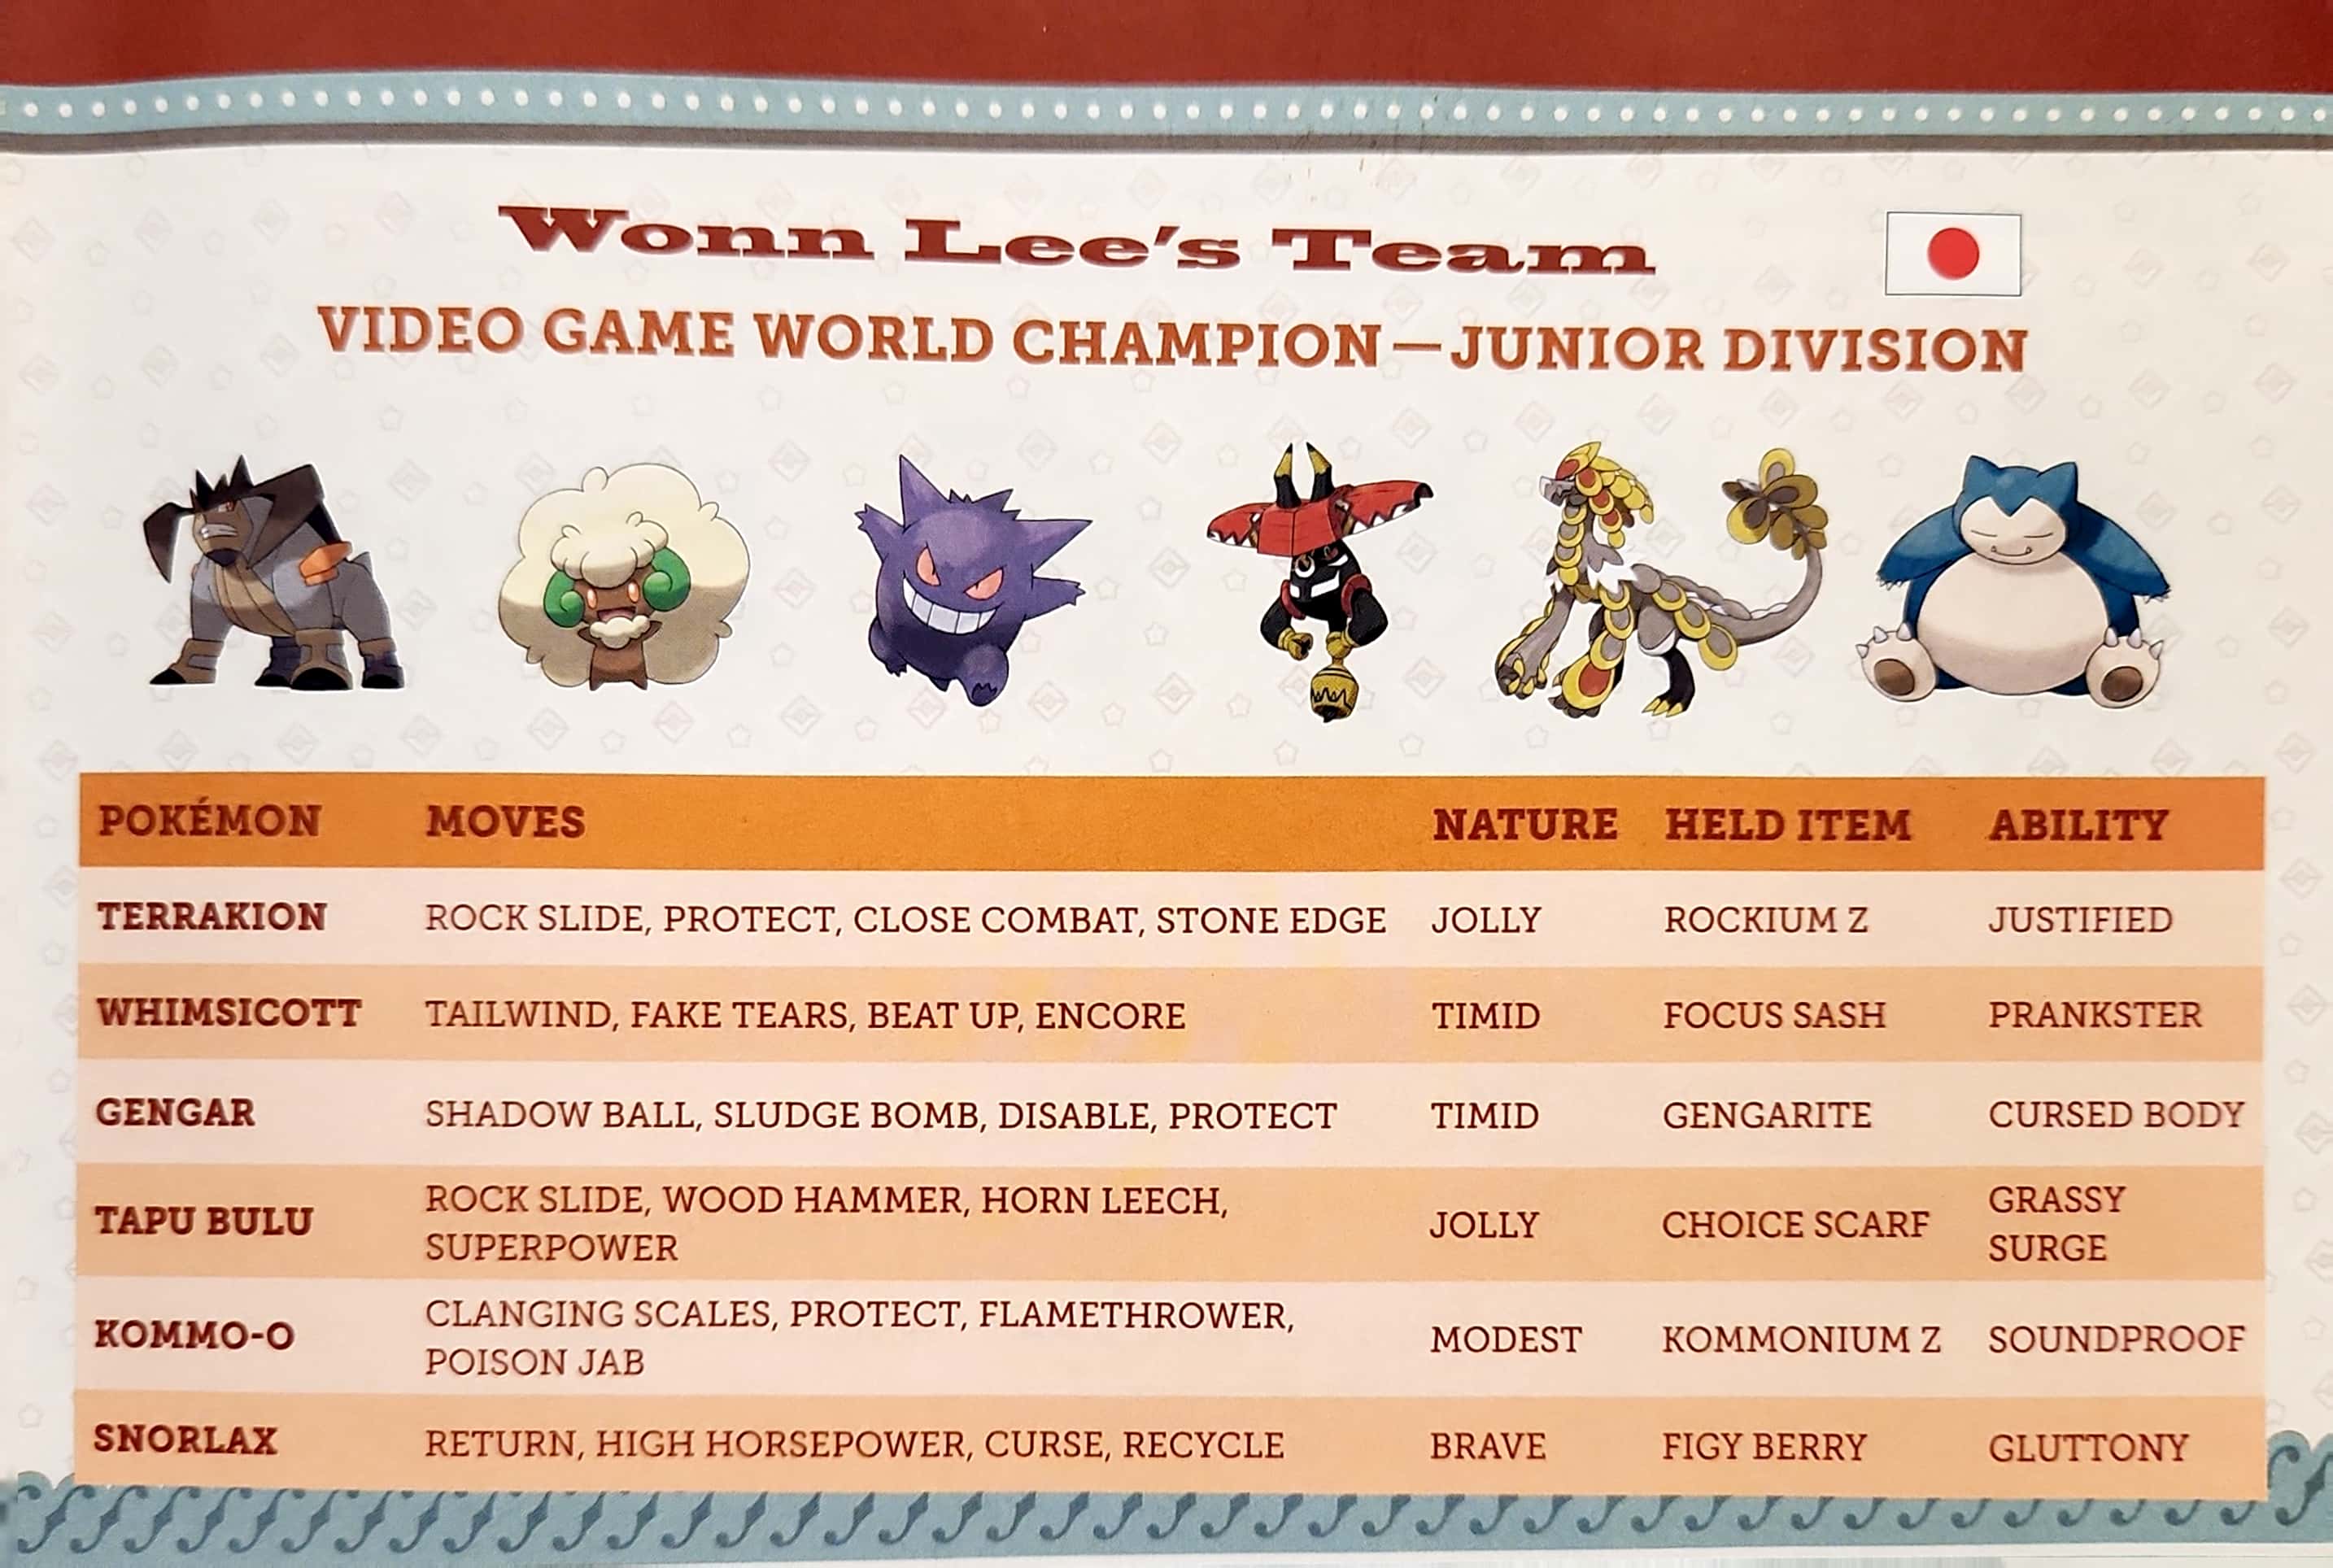 Wonn Lee's Team
VIDEO GAME WORLD CHAMPION—JUNIOR DIVISION
POKÉMON MOVES NATURE HELD ITEM ABILITY
TERRAKION ROCK SLIDE, PROTECT, CLOSE COMBAT, STONE EDGE JOLLY ROCKIUM Z JUSTIFIED
WHIMSICOTT TAILWIND, FAKE TEARS, BEAT UP, ENCORE TIMID FOCUS SASH PRANKSTER
GENGAR SHADOW BALL, SLUDGE BOMB, DISABLE, PROTECT TIMID GENGARITE CURSED BODY
TAPU BULU ROCK SLIDE, WOOD HAMMER, HORN LEECH,
SUPERPOWER JOLLY CHOICE SCARF GRASSY
SURGE
KOMMO-O CLANGING SCALES, PROTECT, FLAMETHROWER,
POISON JAB MODEST KOMMONIUM Z SOUNDPROOF
SNORLAX RETURN, HIGH HORSEPOWER, CURSE, RECYCLE BRAVE FIGY BERRY GLUTTONY